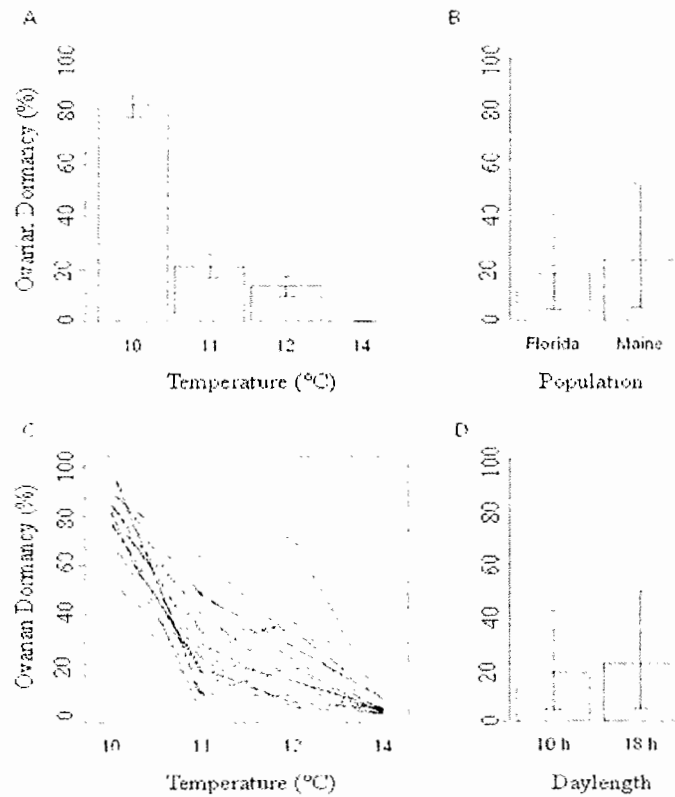 A
Ovarian Dormancy (%)
100
80
60
40
20
0
10 11 12 14
Temperature (°C)
B
100
80
60
40
20
0
Florida Maine
Population
C
Ovarian Dormancy (%)
100
80
60
40
20
0
10 11 12 14
Temperature (°C)
D
100
80
60
40
20
0
10 h 18 h
Daylength